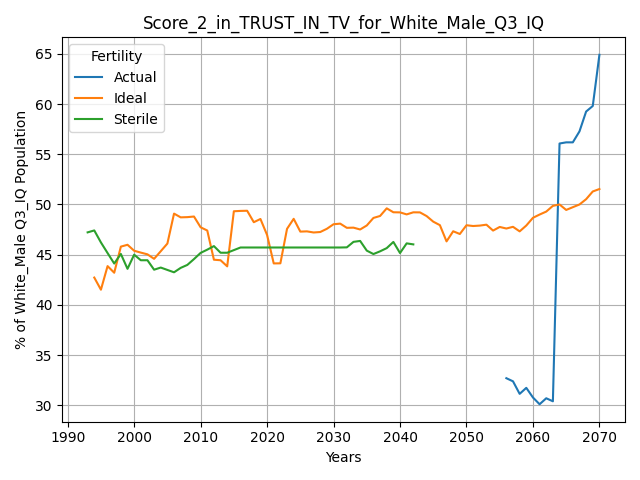 Score_2_in_TRUST_IN_TV_for_White_Male_Q3_IQ
Fertility
Actual
Ideal
Sterile
% of White_Male Q3_IQ Population
65
60
55
50
45
40
35
30
1990 2000 2010 2020 2030 2040 2050 2060 2070
Years